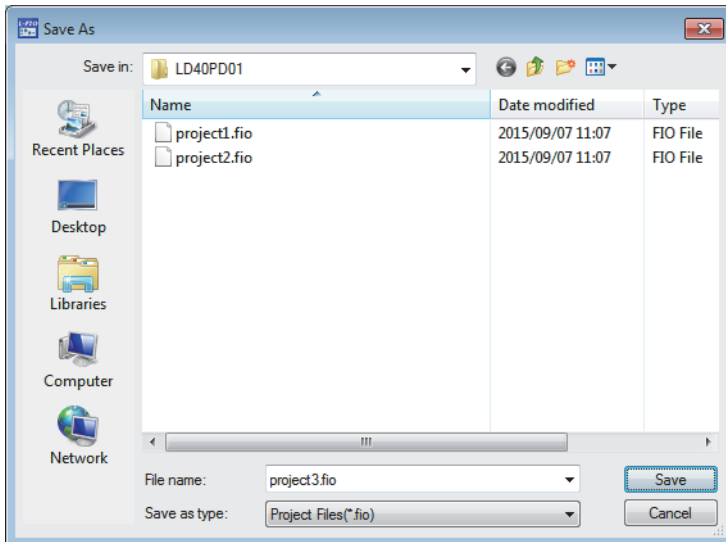 L-FIO
Save As
Save in: LD40PD01
Name Date modified Type
project1.fio 2015/09/07 11:07 FIO File
project2.fio 2015/09/07 11:07 FIO File
Recent Places
Desktop
Libraries
Computer
Network
File name: project3.fio Save
Save as type: Project Files(*.fio) Cancel